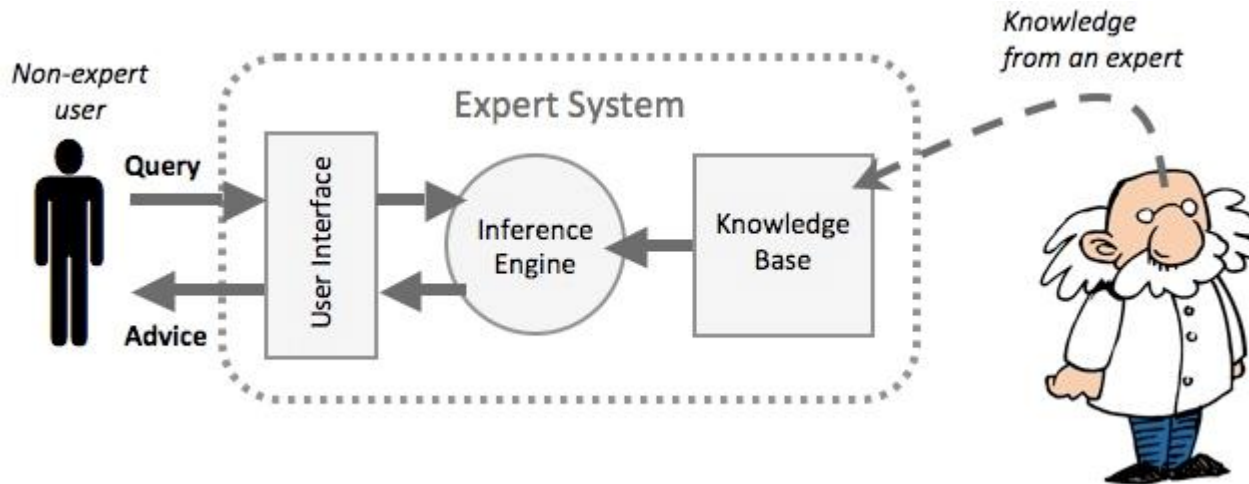 Knowledge
from an expert
Non-expert
user
Expert System
Query
User Interface
Inference
Engine
Knowledge
Base
Advice